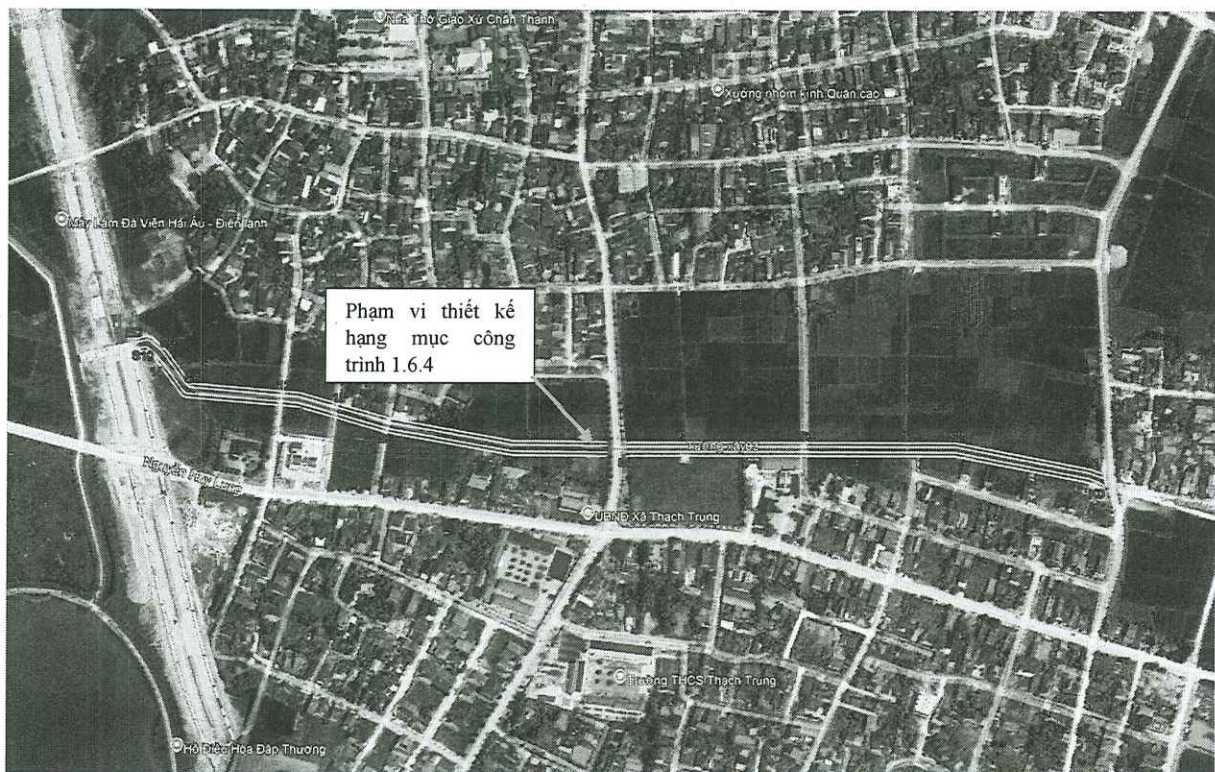 Nhà Thờ Giáo Xứ Chân Thành
Xưởng nhôm kính Quân cao
Máy Làm Đá Viên Hải Âu - Điện lạnh
Phạm vi thiết kế
hạng mục công
trình 1.6.4
Nguyễn Huy Lung
UBND Xã Thạch Trung
Trường THCS Thạch Trung
Hồ Điều Hòa Đập Thượng